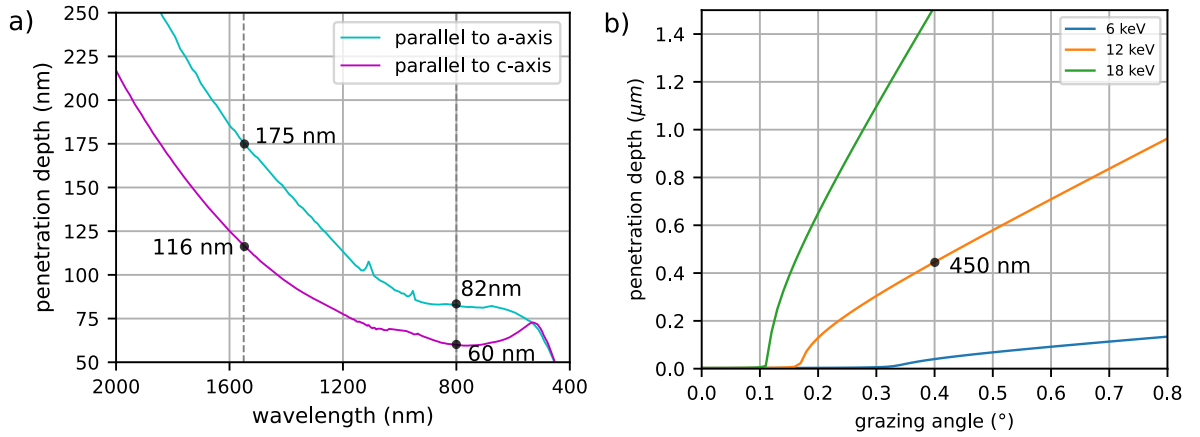 a)
penetration depth (nm)
250
225
200
175
150
125
100
75
50
2000
1600
1200
800
400
wavelength (nm)
parallel to a-axis
parallel to c-axis
175 nm
116 nm
82nm
60 nm
b)
penetration depth (μm)
1.4
1.2
1.0
0.8
0.6
0.4
0.2
0.0
0.0
0.1
0.2
0.3
0.4
0.5
0.6
0.7
0.8
grazing angle (°)
6 keV
12 keV
18 keV
450 nm